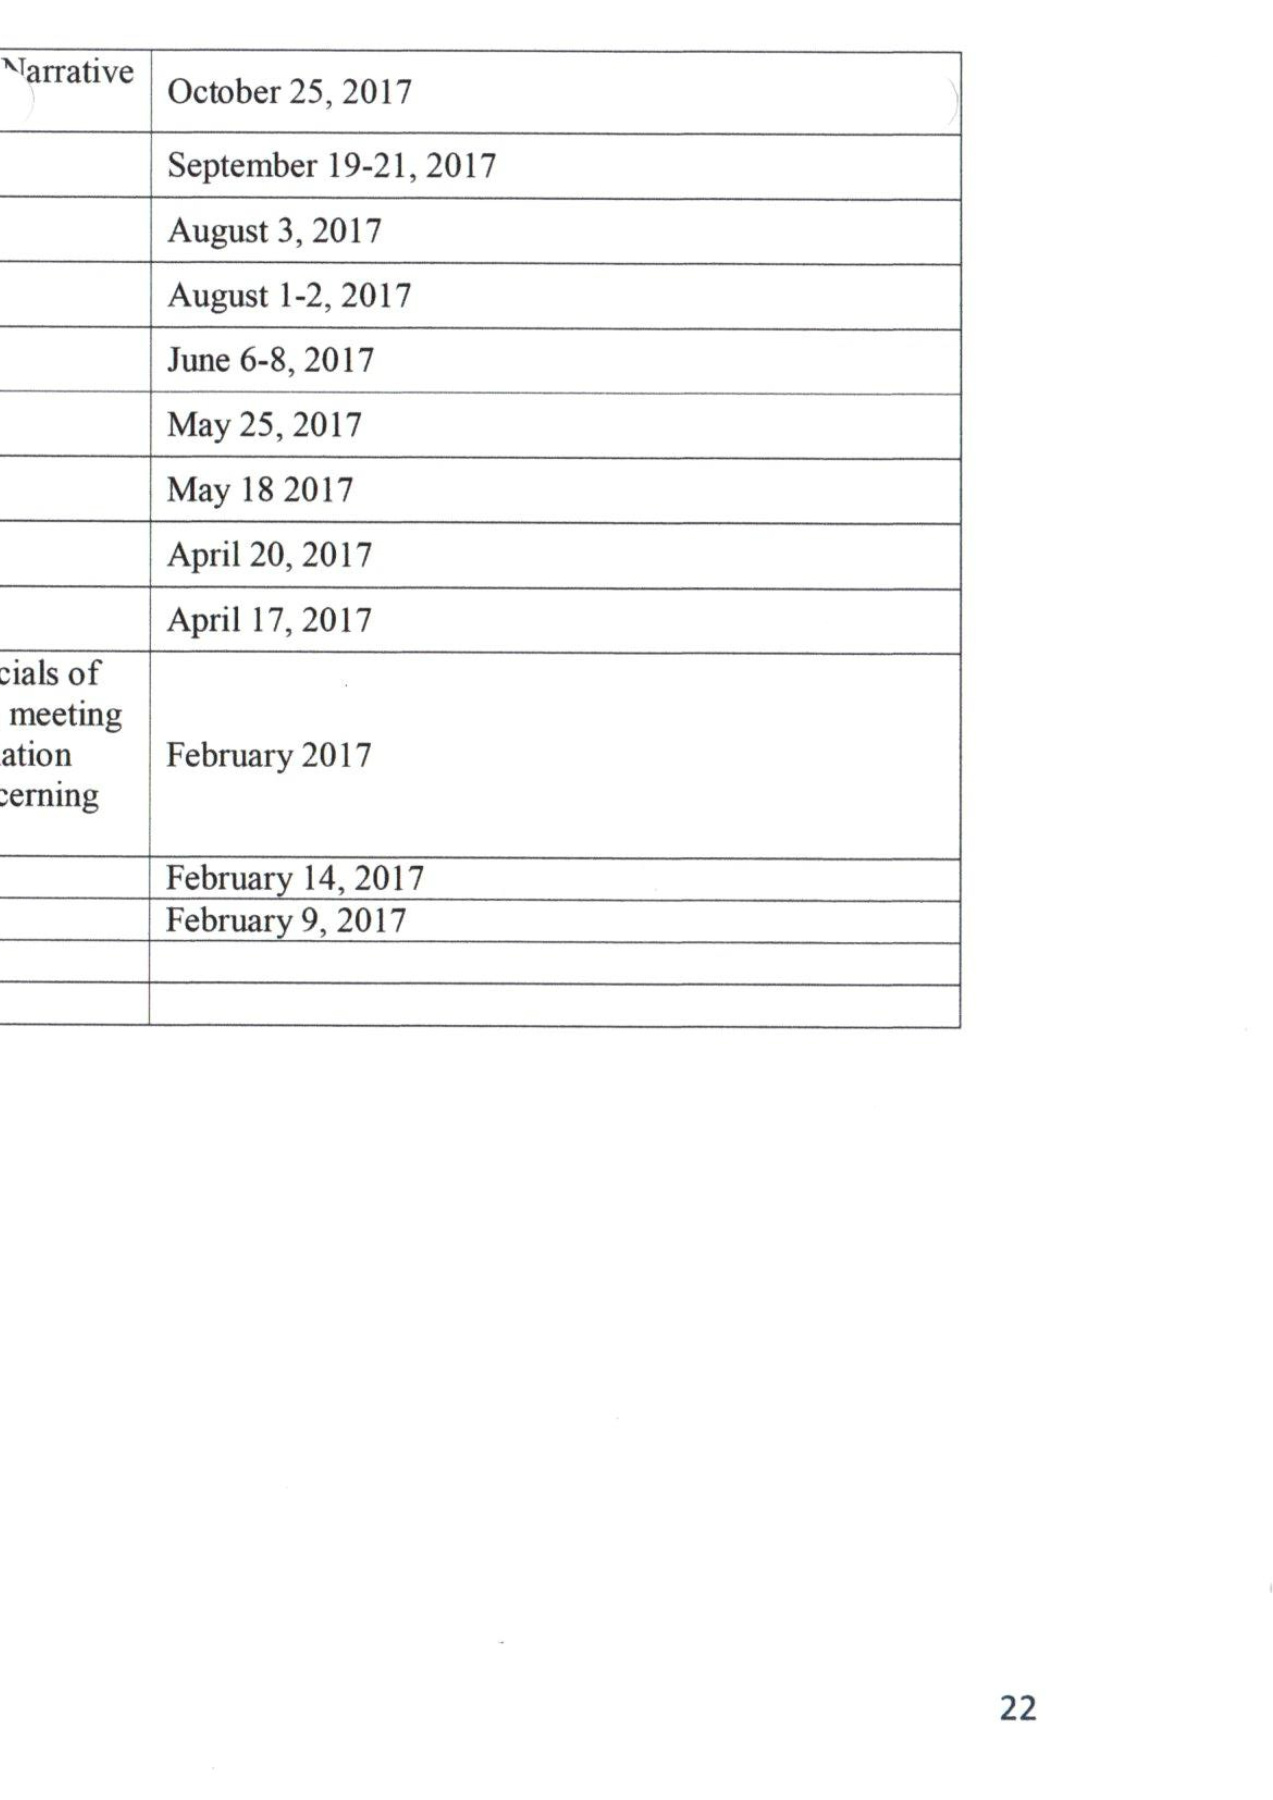 Narrative
October 25, 2017
September 19-21, 2017
August 3, 2017
August 1-2, 2017
June 6-8, 2017
May 25, 2017
May 18 2017
April 20, 2017
April 17, 2017
cials of
meeting
ation
cerning
February 2017
February 14, 2017
February 9, 2017
22